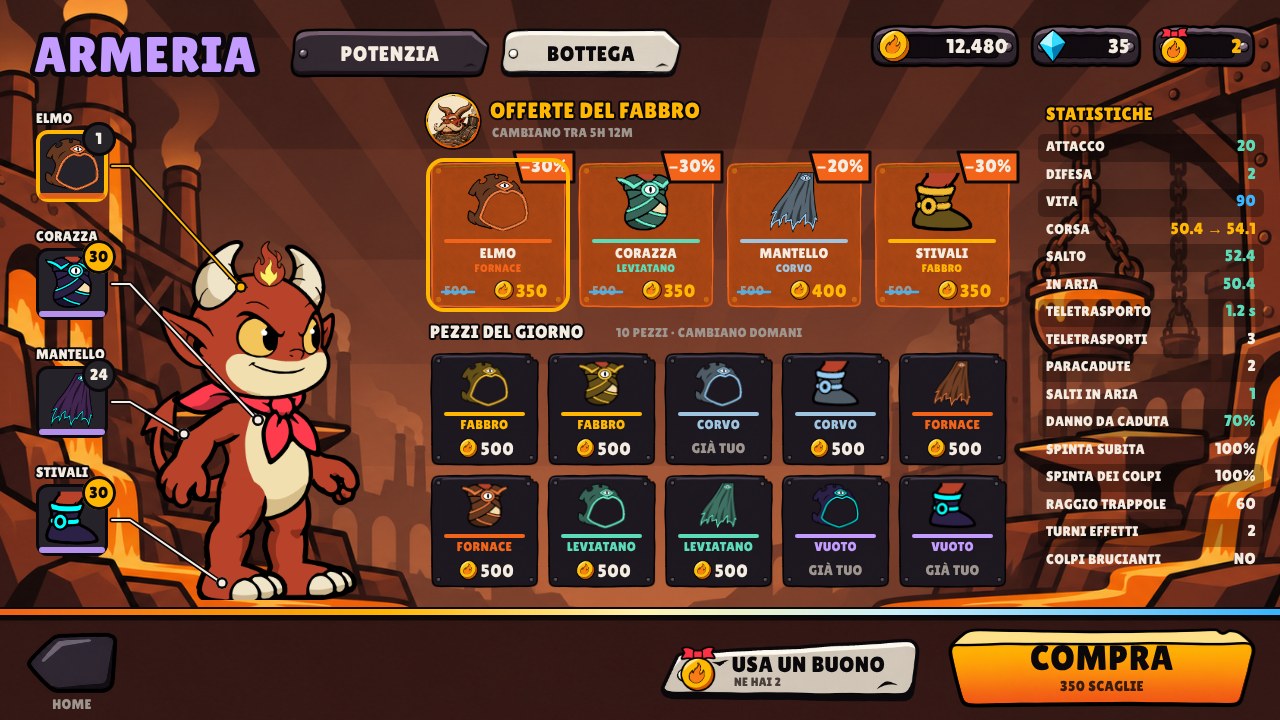 ARMERIA
POTENZIA
BOTTEGA
12.480
35
2
ELMO
1
CORAZZA
30
MANTELLO
24
STIVALI
30
OFFERTE DEL FABBRO
CAMBIANO TRA 5H 12M
-30%
ELMO
FORNACE
500 350
-30%
CORAZZA
LEVIATANO
500 350
-20%
MANTELLO
CORVO
500 400
-30%
STIVALI
FABBRO
500 350
PEZZI DEL GIORNO
10 PEZZI · CAMBIANO DOMANI
FABBRO
500
FABBRO
500
CORVO
GIÀ TUO
CORVO
500
FORNACE
500
FORNACE
500
LEVIATANO
500
LEVIATANO
500
VUOTO
GIÀ TUO
VUOTO
GIÀ TUO
STATISTICHE
ATTACCO 20
DIFESA 2
VITA 90
CORSA 50.4 → 54.1
SALTO 52.4
IN ARIA 50.4
TELETRASPORTO 1.2 s
TELETRASPORTI 3
PARACADUTE 2
SALTI IN ARIA 1
DANNO DA CADUTA 70%
SPINTA SUBITA 100%
SPINTA DEI COLPI 100%
RAGGIO TRAPPOLE 60
TURNI EFFETTI 2
COLPI BRUCIANTI NO
HOME
USA UN BUONO
NE HAI 2
COMPRA
350 SCAGLIE